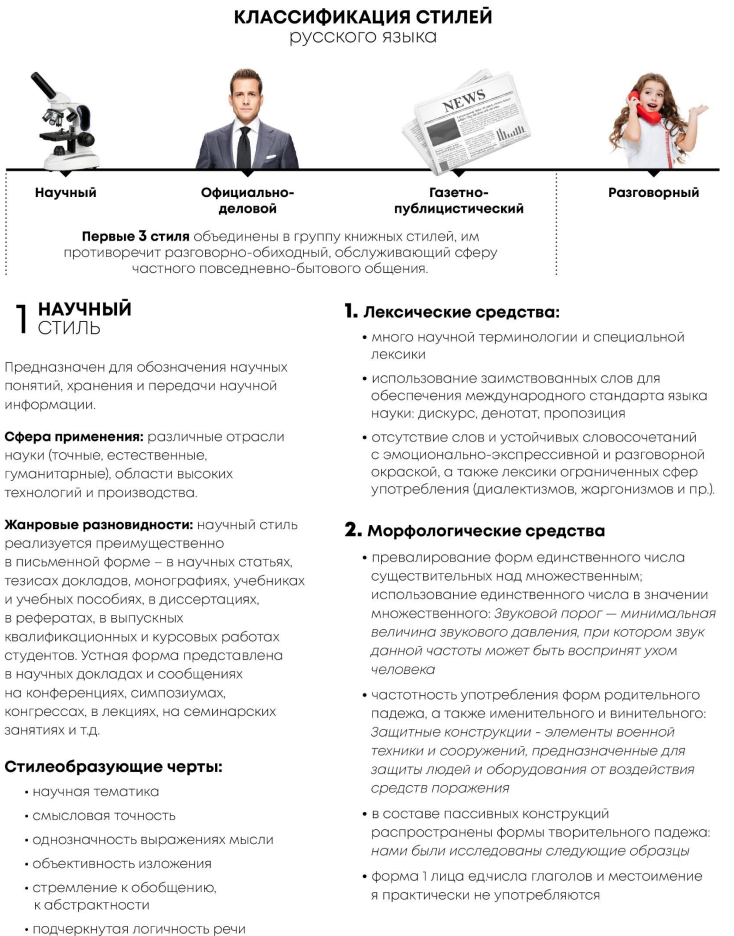 КЛАССИФИКАЦИЯ СТИЛЕЙ
русского языка
NEWS
Научный
Официально-
деловой
Газетно-
публицистический
Разговорный
Первые 3 стиля объединены в группу книжных стилей, им
противоречит разговорно-обиходный, обслуживающий сферу
частного повседневно-бытового общения.
1 НАУЧНЫЙ
СТИЛЬ
Предназначен для обозначения научных
понятий, хранения и передачи научной
информации.
Сфера применения: различные отрасли
науки (точные, естественные,
гуманитарные), области высоких
технологий и производства.
Жанровые разновидности: научный стиль
реализуется преимущественно
в письменной форме – в научных статьях,
тезисах докладов, монографиях, учебниках
и учебных пособиях, в диссертациях,
в рефератах, в выпускных
квалификационных и курсовых работах
студентов. Устная форма представлена
в научных докладах и сообщениях
на конференциях, симпозиумах,
конгрессах, в лекциях, на семинарских
занятиях и т.д.
Стилеобразующие черты:
• научная тематика
• смысловая точность
• однозначность выражениях мысли
• объективность изложения
• стремление к обобщению,
к абстрактности
• подчеркнутая логичность речи
1. Лексические средства:
• много научной терминологии и специальной
лексики
• использование заимствованных слов для
обеспечения международного стандарта языка
науки: дискурс, денотат, пропозиция
• отсутствие слов и устойчивых словосочетаний
с эмоционально-экспрессивной и разговорной
окраской, а также лексики ограниченных сфер
употребления (диалектизмов, жаргонизмов и пр.).
2. Морфологические средства
• превалирование форм единственного числа
существительных над множественным;
использование единственного числа в значении
множественного: Звуковой порог — минимальная
величина звукового давления, при котором звук
данной частоты может быть воспринят ухом
человека
• частотность употребления форм родительного
падежа, а также именительного и винительного:
Защитные конструкции - элементы военной
техники и сооружений, предназначенные для
защиты людей и оборудования от воздействия
средств поражения
• в составе пассивных конструкций
распространены формы творительного падежа:
нами были исследованы следующие образцы
• форма 1 лица ед.числа глаголов и местоимение
я практически не употребляются